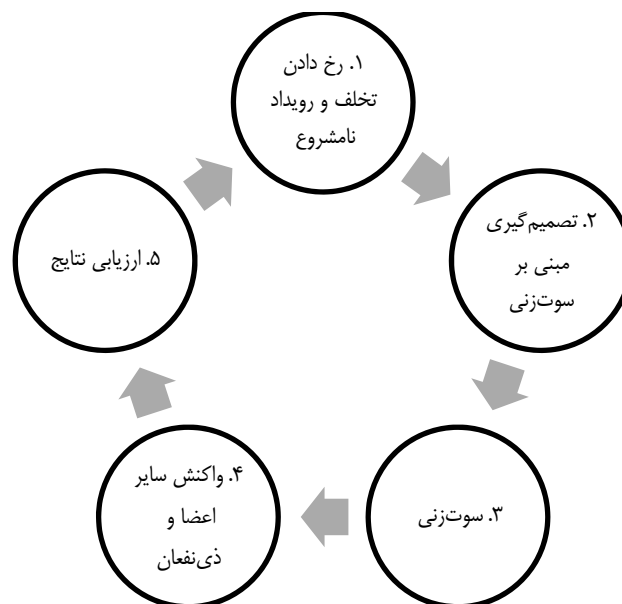 ۱. رخ دادن
تخلف و رویداد
نامشروع
۲. تصمیم‌گیری
مبنی بر
سوت‌زنی
۳. سوت‌زنی
۴. واکنش سایر
اعضا و
ذی‌نفعان
۵. ارزیابی نتایج